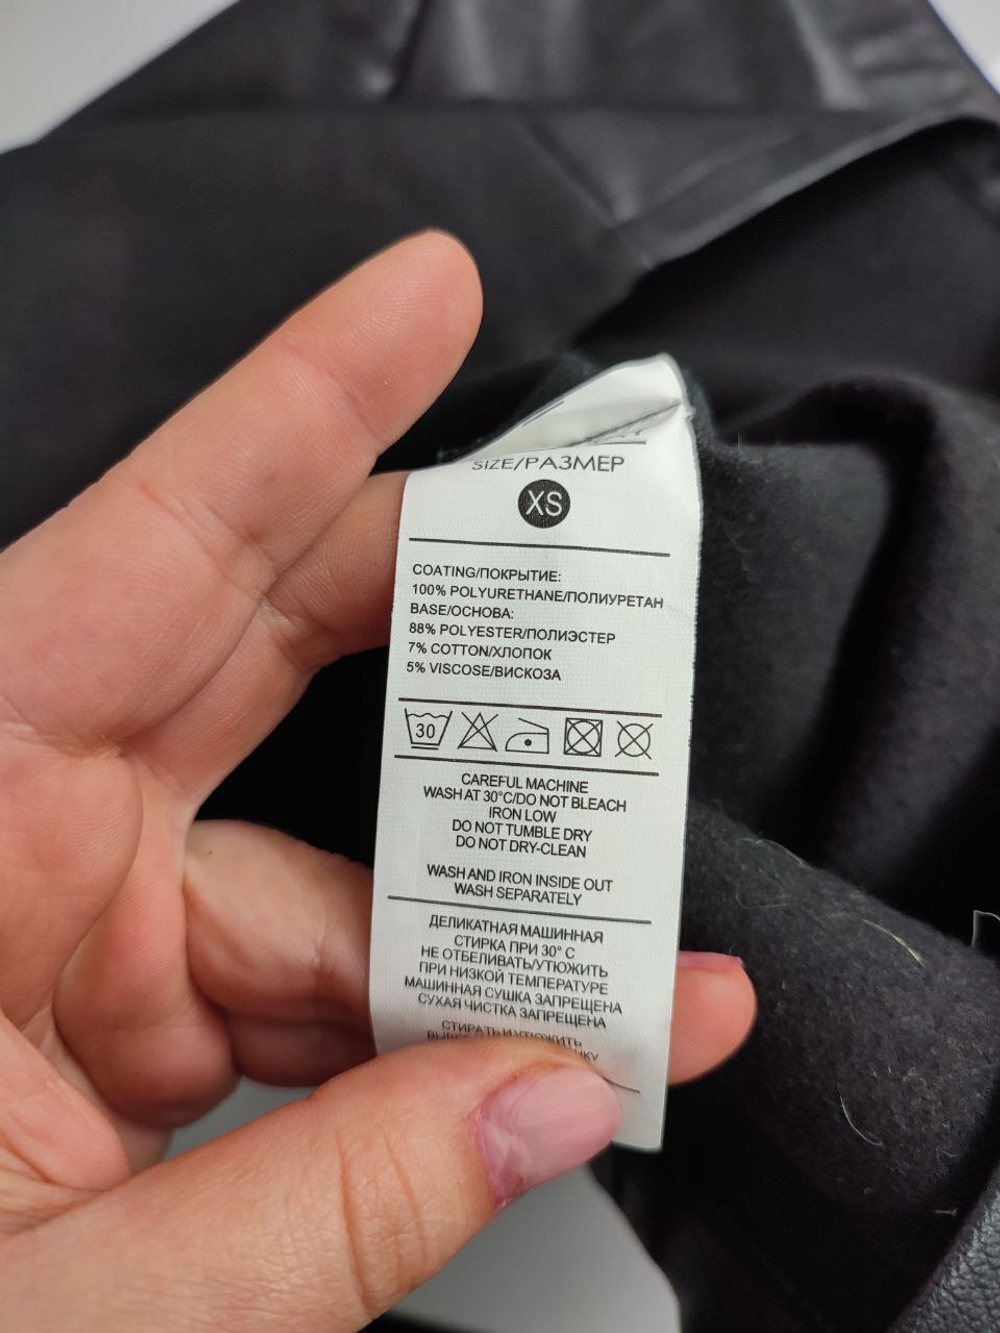 SIZE/РАЗМЕР
XS
COATING/ПОКРЫТИЕ:
100% POLYURETHANE/ПОЛИУРЕТАН
BASE/ОСНОВА:
88% POLYESTER/ПОЛИЭСТЕР
7% COTTON/ХЛОПОК
5% VISCOSE/ВИСКОЗА
30
CAREFUL MACHINE
WASH AT 30°C/DO NOT BLEACH
IRON LOW
DO NOT TUMBLE DRY
DO NOT DRY-CLEAN
WASH AND IRON INSIDE OUT
WASH SEPARATELY
ДЕЛИКАТНАЯ МАШИННАЯ
СТИРКА ПРИ 30° С
НЕ ОТБЕЛИВАТЬ/УТЮЖИТЬ
ПРИ НИЗКОЙ ТЕМПЕРАТУРЕ
МАШИННАЯ СУШКА ЗАПРЕЩЕНА
СУХАЯ ЧИСТКА ЗАПРЕЩЕНА
СТИРАТЬ И УТЮЖИТЬ